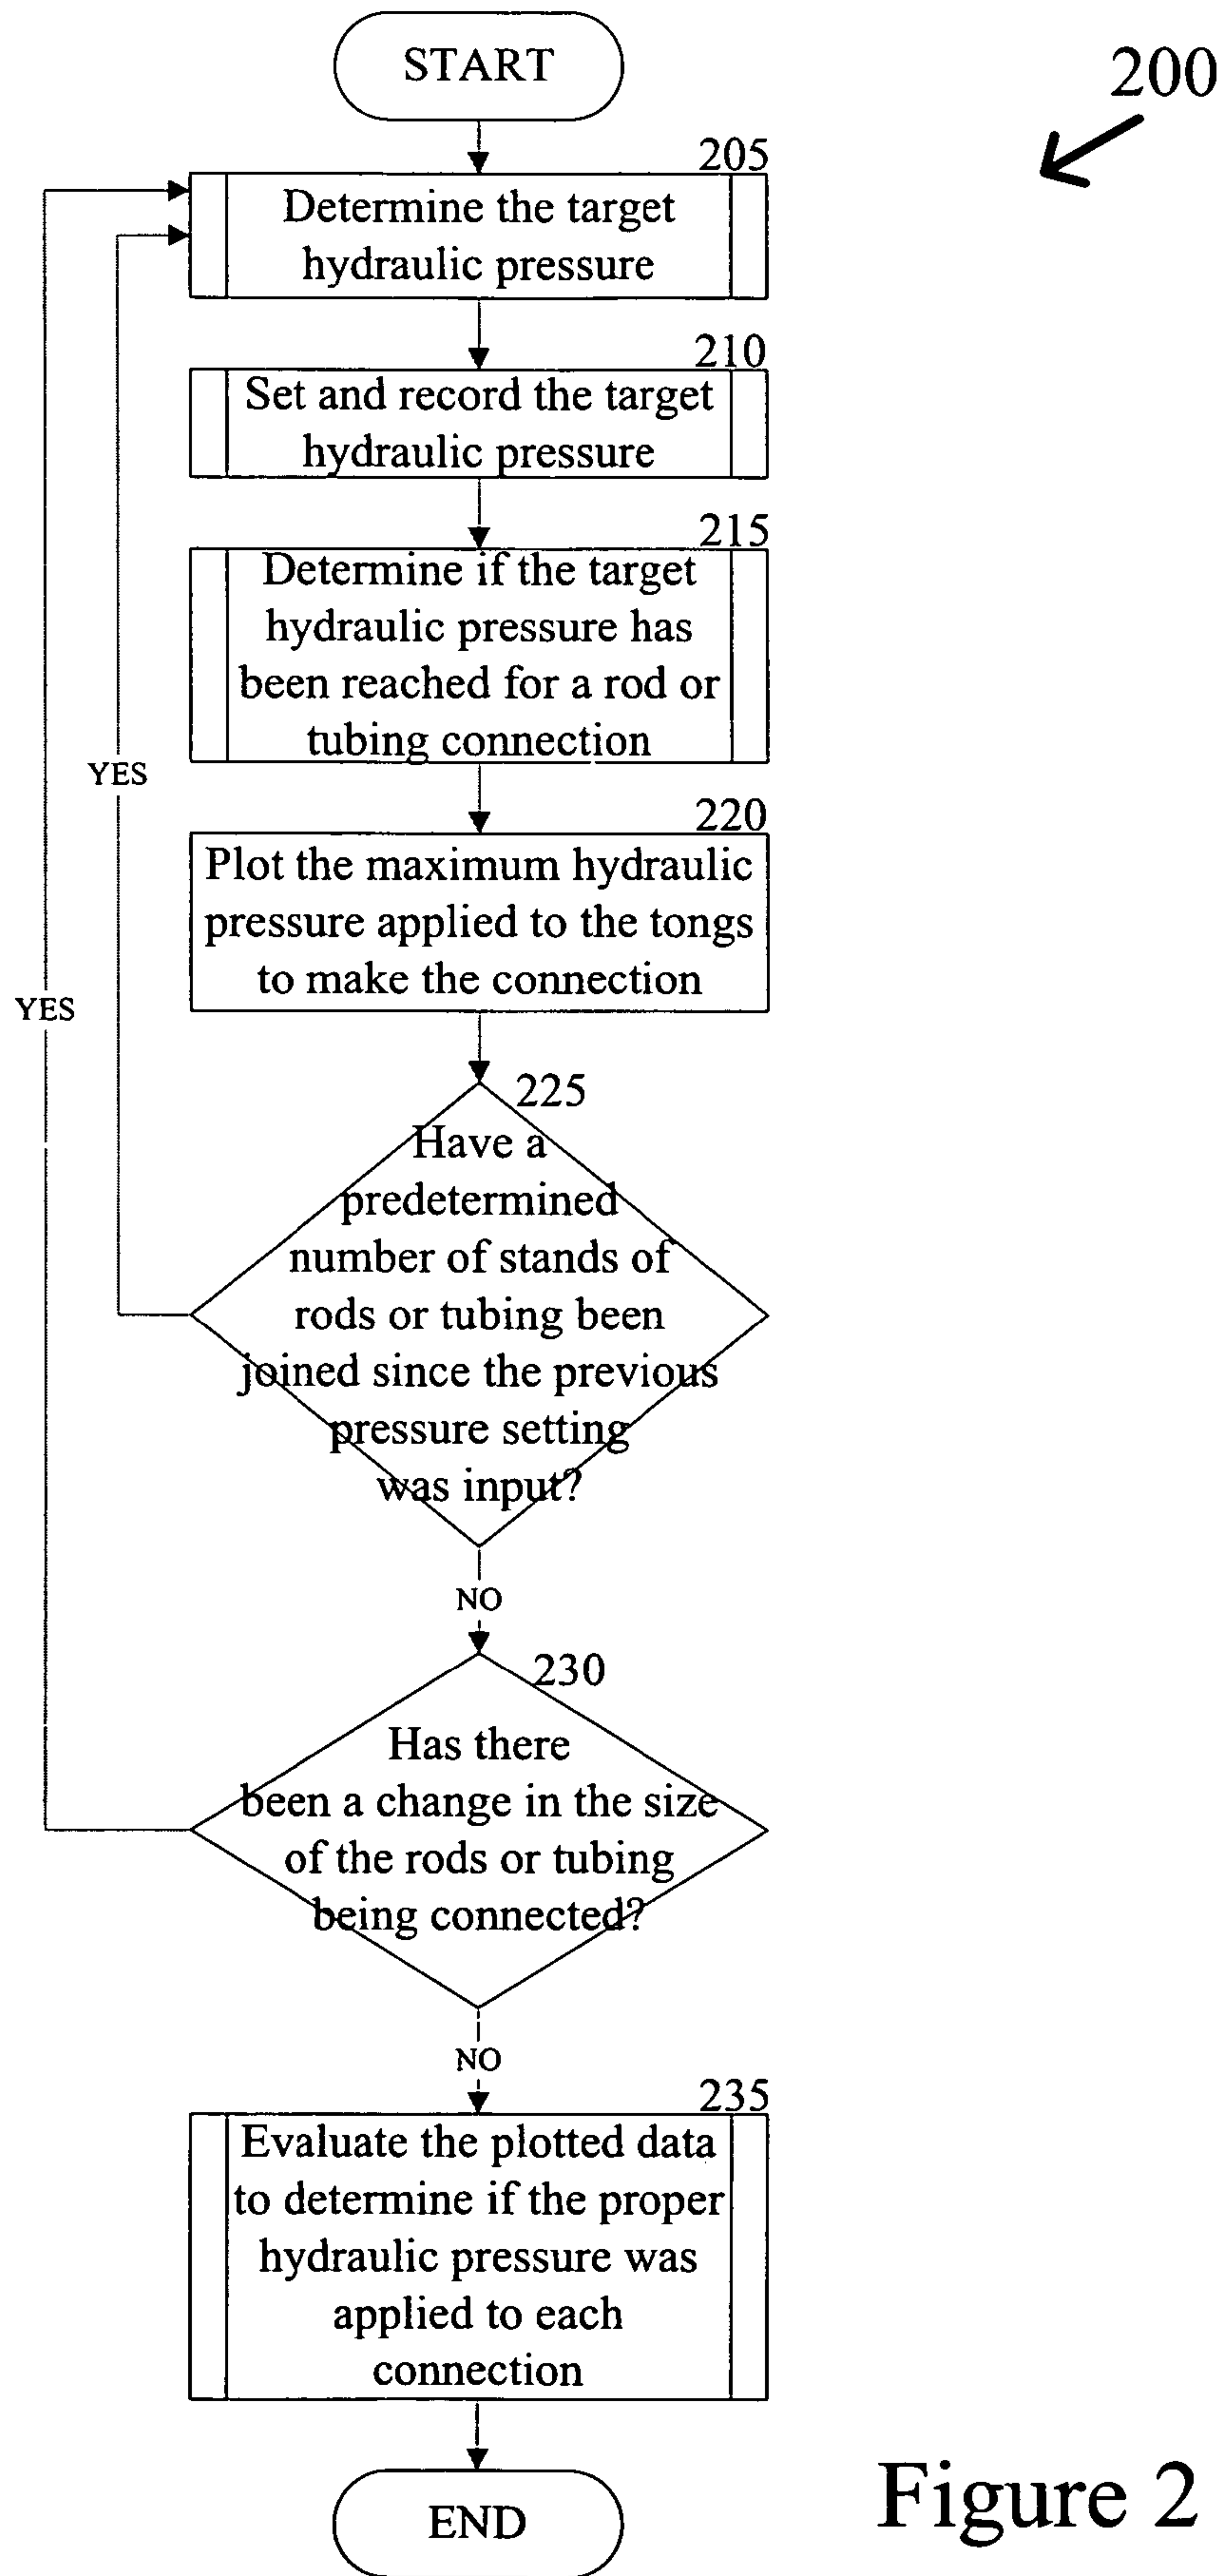 START
200
205
Determine the target
hydraulic pressure
210
Set and record the target
hydraulic pressure
215
Determine if the target
hydraulic pressure has
been reached for a rod or
tubing connection
YES
220
Plot the maximum hydraulic
pressure applied to the tongs
to make the connection
YES
225
Have a
predetermined
number of stands of
rods or tubing been
joined since the previous
pressure setting
was input?
NO
230
Has there
been a change in the size
of the rods or tubing
being connected?
NO
235
Evaluate the plotted data
to determine if the proper
hydraulic pressure was
applied to each
connection
END
Figure 2